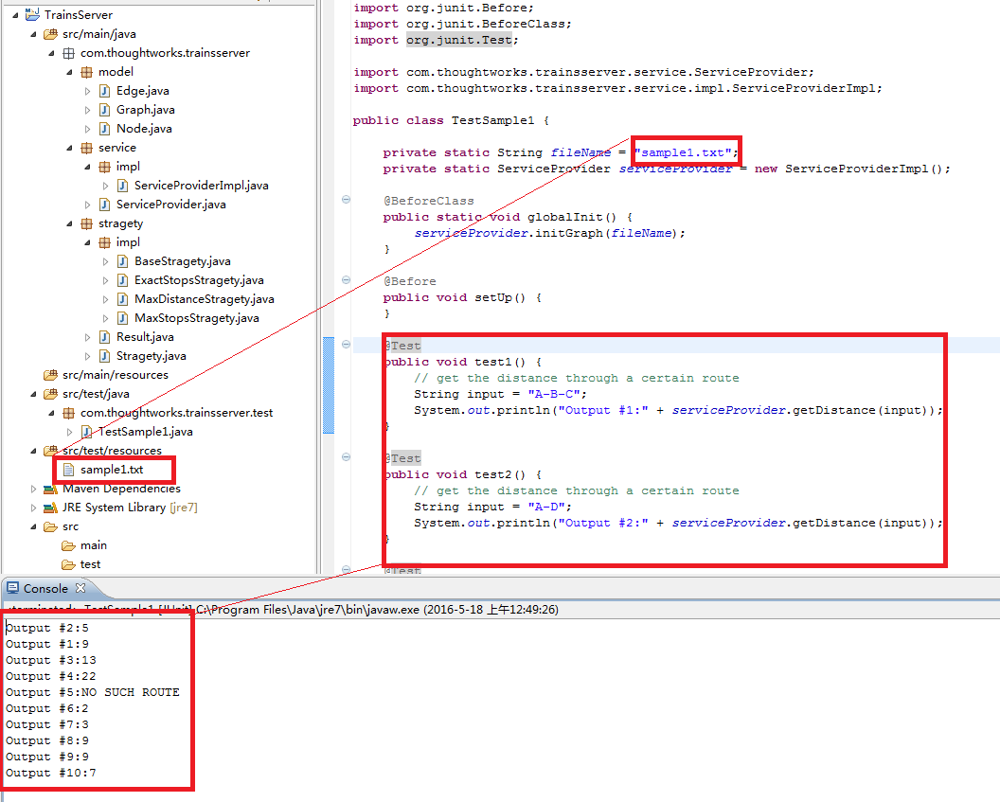 TrainsServer
src/main/java
com.thoughtworks.trainsserver
model
Edge.java
Graph.java
Node.java
service
impl
ServiceProviderImpl.java
ServiceProvider.java
stragety
impl
BaseStragety.java
ExactStopsStragety.java
MaxDistanceStragety.java
MaxStopsStragety.java
Result.java
Stragety.java
src/main/resources
src/test/java
com.thoughtworks.trainsserver.test
TestSample1.java
src/test/resources
sample1.txt
Maven Dependencies
JRE System Library [jre7]
src
main
test
import org.junit.Before;
import org.junit.BeforeClass;
import org.junit.Test;
import com.thoughtworks.trainsserver.service.ServiceProvider;
import com.thoughtworks.trainsserver.service.impl.ServiceProviderImpl;
public class TestSample1 {
private static String fileName = "sample1.txt";
private static ServiceProvider serviceProvider = new ServiceProviderImpl();
@BeforeClass
public static void globalInit() {
serviceProvider.initGraph(fileName);
}
@Before
public void setUp() {
}
@Test
public void test1() {
// get the distance through a certain route
String input = "A-B-C";
System.out.println("Output #1:" + serviceProvider.getDistance(input));
}
@Test
public void test2() {
// get the distance through a certain route
String input = "A-D";
System.out.println("Output #2:" + serviceProvider.getDistance(input));
}
@Test
Console
<terminated> TestSample1 [JUnit] C:\Program Files\Java\jre7\bin\javaw.exe (2016-5-18 上午12:49:26)
Output #2:5
Output #1:9
Output #3:13
Output #4:22
Output #5:NO SUCH ROUTE
Output #6:2
Output #7:3
Output #8:9
Output #9:9
Output #10:7